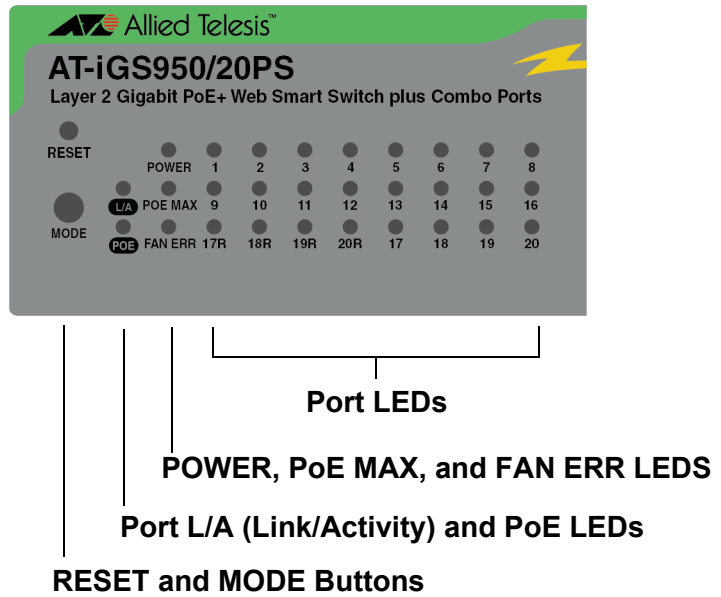 Allied Telesis™
AT-iGS950/20PS
Layer 2 Gigabit PoE+ Web Smart Switch plus Combo Ports
RESET
POWER 1 2 3 4 5 6 7 8
L/A POE MAX 9 10 11 12 13 14 15 16
MODE
POE FAN ERR 17R 18R 19R 20R 17 18 19 20
Port LEDs
POWER, PoE MAX, and FAN ERR LEDS
Port L/A (Link/Activity) and PoE LEDs
RESET and MODE Buttons